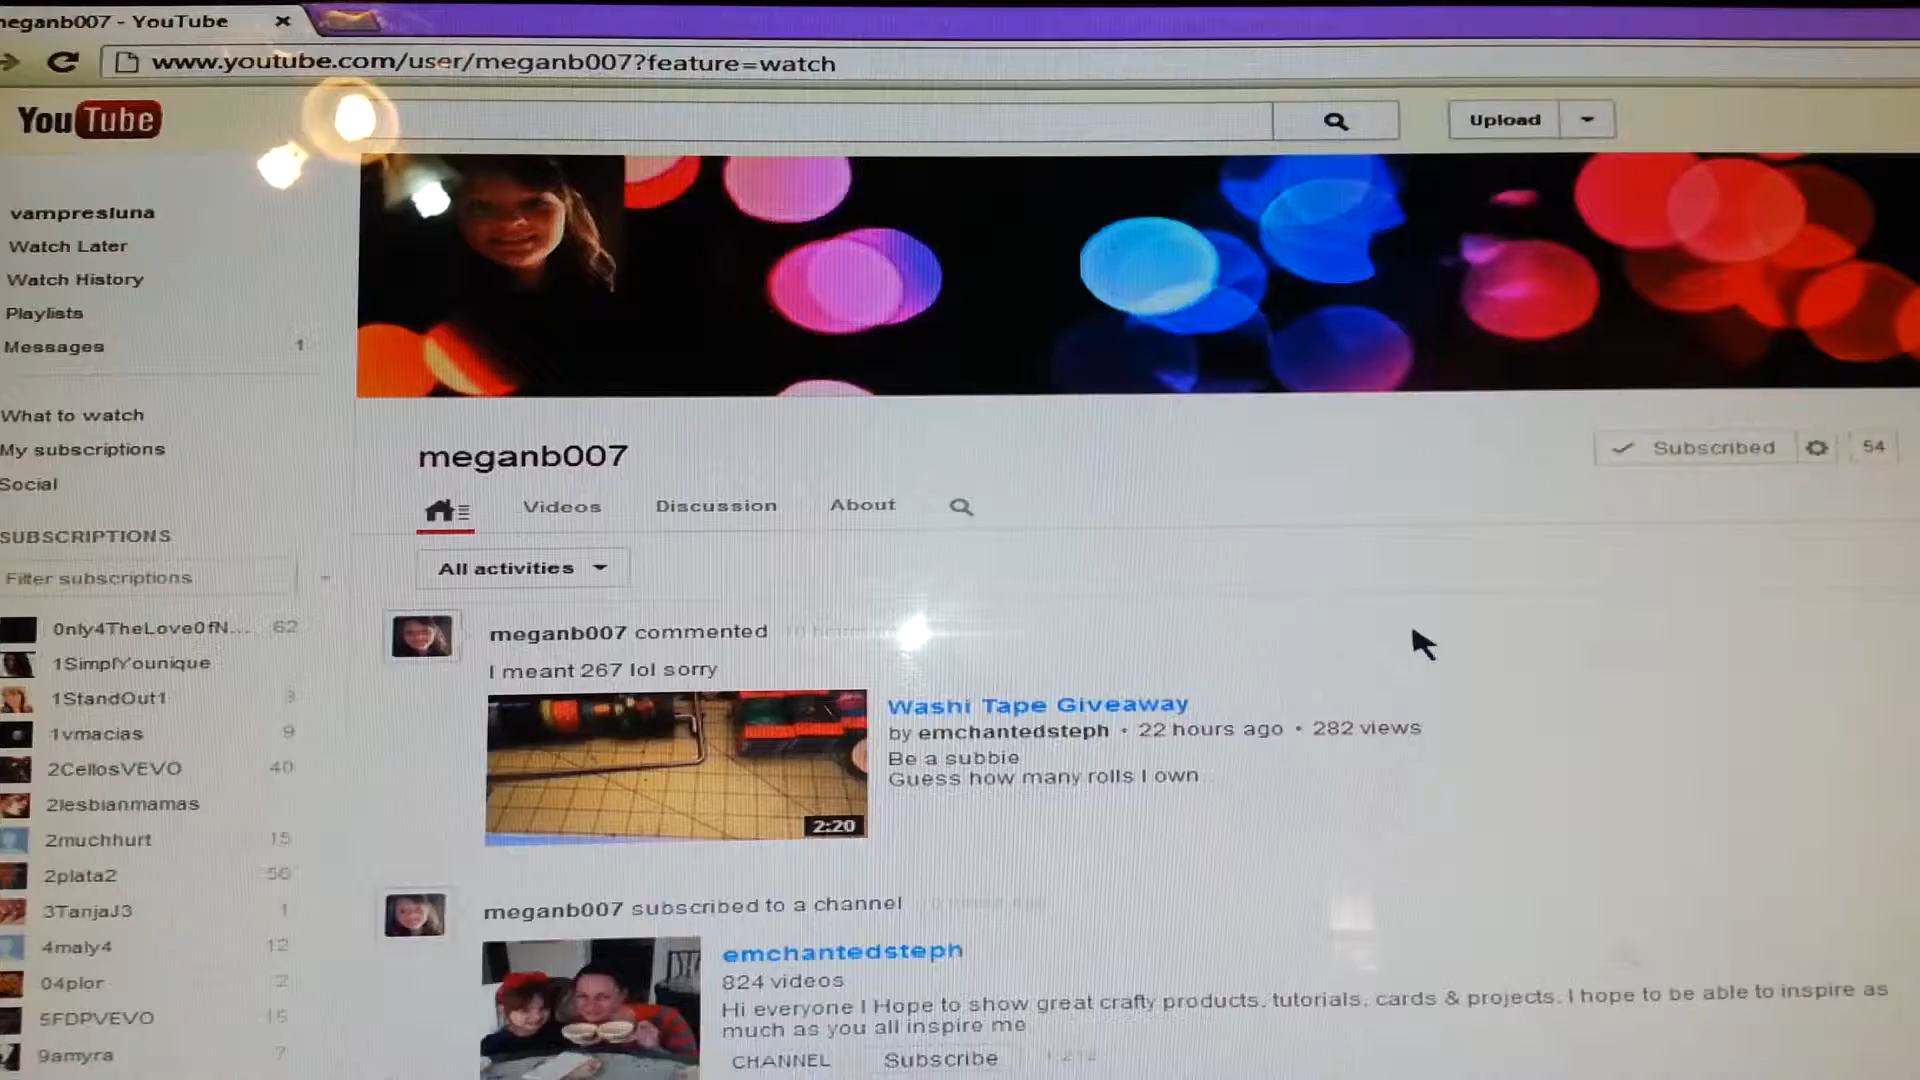 meganb007 - YouTube
www.youtube.com/user/meganb007?feature=watch
YouTube
Upload
vampresluna
Watch Later
Watch History
Playlists
Messages 1
What to watch
My subscriptions
Social
SUBSCRIPTIONS
Filter subscriptions
0nly4TheLove0fN... 62
1SimplYounique
1StandOut1 3
1vmacias 9
2CellosVEVO 40
2lesbianmamas
2muchhurt 15
2plata2 50
3TanjaJ3 1
4maly4 12
04plor 2
5FDPVEVO 15
9amyra 7
meganb007
Subscribed 54
Videos Discussion About
All activities
meganb007 commented
I meant 267 lol sorry
2:20
Washi Tape Giveaway
by emchantedsteph • 22 hours ago • 282 views
Be a subbie
Guess how many rolls I own
meganb007 subscribed to a channel
emchantedsteph
824 videos
Hi everyone I Hope to show great crafty products, tutorials, cards & projects. I hope to be able to inspire as
much as you all inspire me
CHANNEL Subscribe